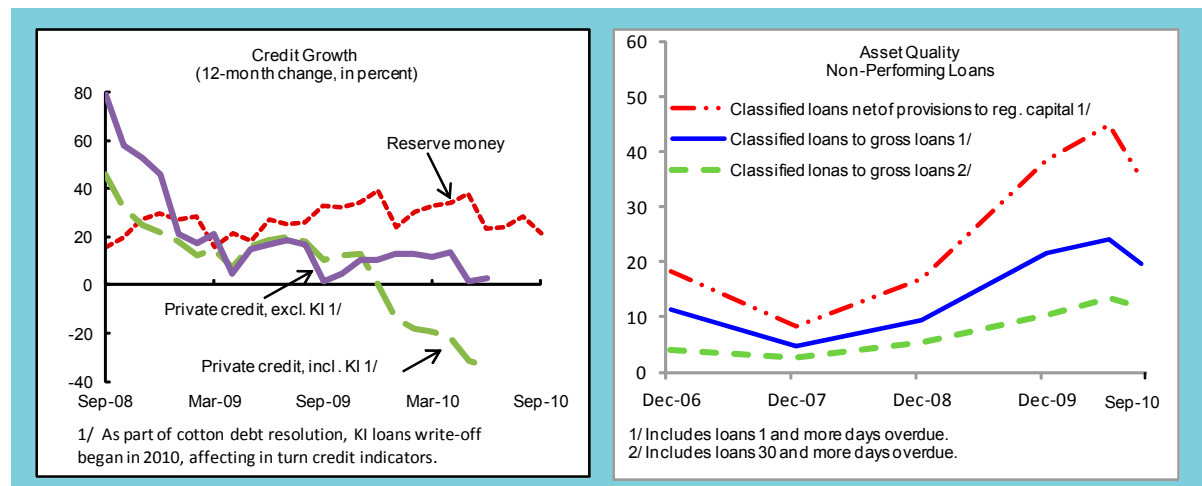 Credit Growth
(12-month change, in percent)
80
60
40
20
0
-20
-40
Reserve money
Private credit, excl. KI 1/
Private credit, incl. KI 1/
Sep-08 Mar-09 Sep-09 Mar-10 Sep-10
1/ As part of cotton debt resolution, KI loans write-off
began in 2010, affecting in turn credit indicators.
Asset Quality
Non-Performing Loans
60
50
40
30
20
10
0
Classified loans net of provisions to reg. capital 1/
Classified loans to gross loans 1/
Classified lonas to gross loans 2/
Dec-06 Dec-07 Dec-08 Dec-09 Sep-10
1/ Includes loans 1 and more days overdue.
2/ Includes loans 30 and more days overdue.